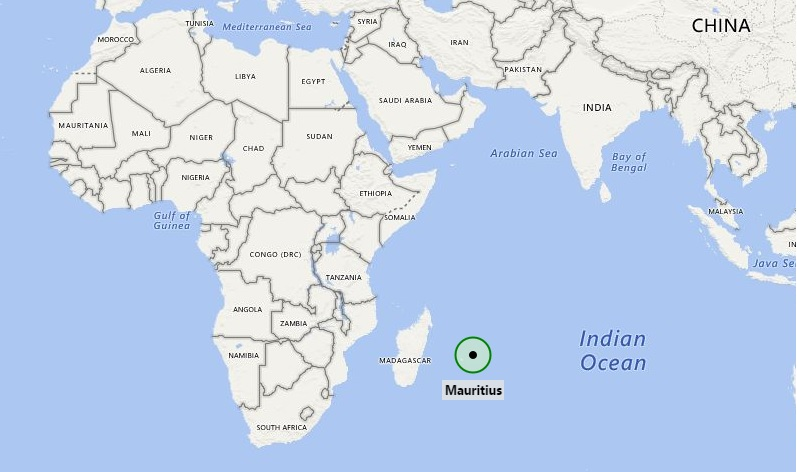 TUNISIA
Mediterranean Sea
SYRIA
CHINA
MOROCCO
IRAQ
IRAN
ALGERIA
LIBYA
EGYPT
PAKISTAN
SAUDI ARABIA
INDIA
MAURITANIA
MALI
NIGER
CHAD
SUDAN
YEMEN
Arabian Sea
Bay of
Bengal
NIGERIA
ETHIOPIA
Gulf of
Guinea
SOMALIA
MALAYSIA
IN
CONGO (DRC)
Java Se
TANZANIA
ANGOLA
ZAMBIA
Indian
Ocean
NAMIBIA
MADAGASCAR
Mauritius
SOUTH AFRICA